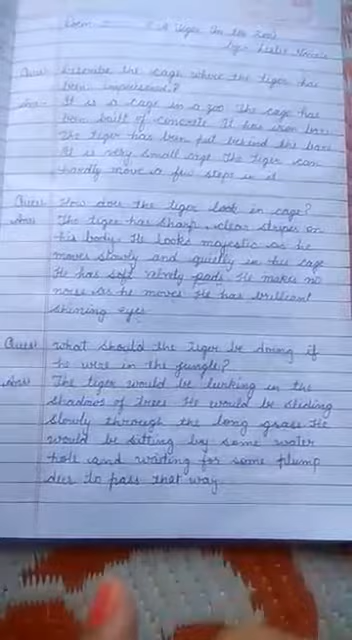 Poem - 2 A Tiger In the Zoo
by:- Leslie Norris
Ques:- Describe the cage where the tiger has
been imprisoned.?
Ans:- It is a cage in a zoo. The cage has
been built of concrete. It has iron bars.
The tiger has been put behind the bars
It is very small cage. The tiger can
hardly move a few steps in it.
Ques:- How does the tiger look in cage?
Ans:- The tiger has sharp, clear stripes on
his body. He looks majestic as he
moves slowly and quietly in his cage
He has soft velvety pads. He makes no
noise as he moves. He has brilliant
shining eyes.
Ques:- What should the tiger be doing if
he were in the jungle?
Ans:- The tiger would be lurking in the
shadows of trees. He would be sliding
slowly through the long grass. He
would be sitting by some water
hole and waiting for some plump
deer to pass that way.